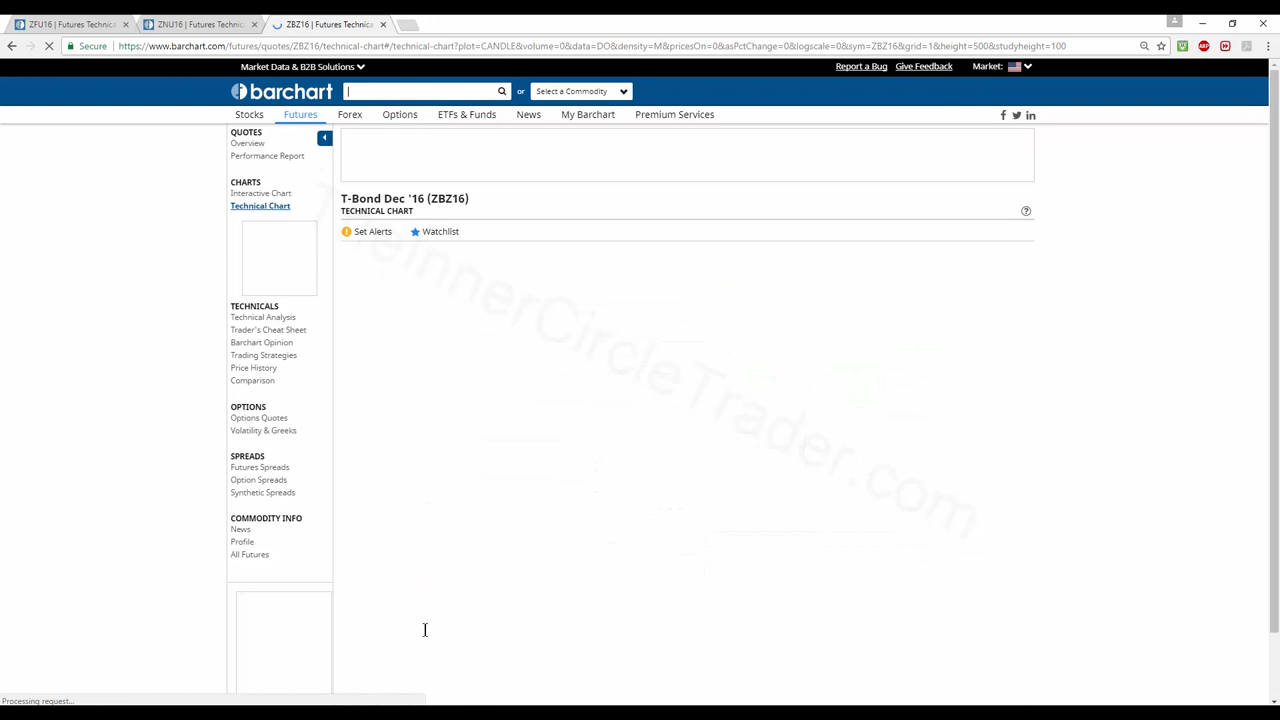 ZFU16 | Futures Technic
ZNU16 | Futures Technic
ZBZ16 | Futures Technic
Secure https://www.barchart.com/futures/quotes/ZBZ16/technical-chart#/technical-chart?plot=CANDLE&volume=0&data=DO&density=M&pricesOn=0&asPctChange=0&logscale=0&sym=ZBZ16&grid=1&height=500&studyheight=100
Market Data & B2B Solutions
Report a Bug Give Feedback Market:
barchart or Select a Commodity
Stocks Futures Forex Options ETFs & Funds News My Barchart Premium Services
QUOTES
Overview
Performance Report
CHARTS
Interactive Chart
Technical Chart
TECHNICALS
Technical Analysis
Trader's Cheat Sheet
Barchart Opinion
Trading Strategies
Price History
Comparison
OPTIONS
Options Quotes
Volatility & Greeks
SPREADS
Futures Spreads
Option Spreads
Synthetic Spreads
COMMODITY INFO
News
Profile
All Futures
T-Bond Dec '16 (ZBZ16)
TECHNICAL CHART
Set Alerts Watchlist
TheInnerCircleTrader.com
Processing request...